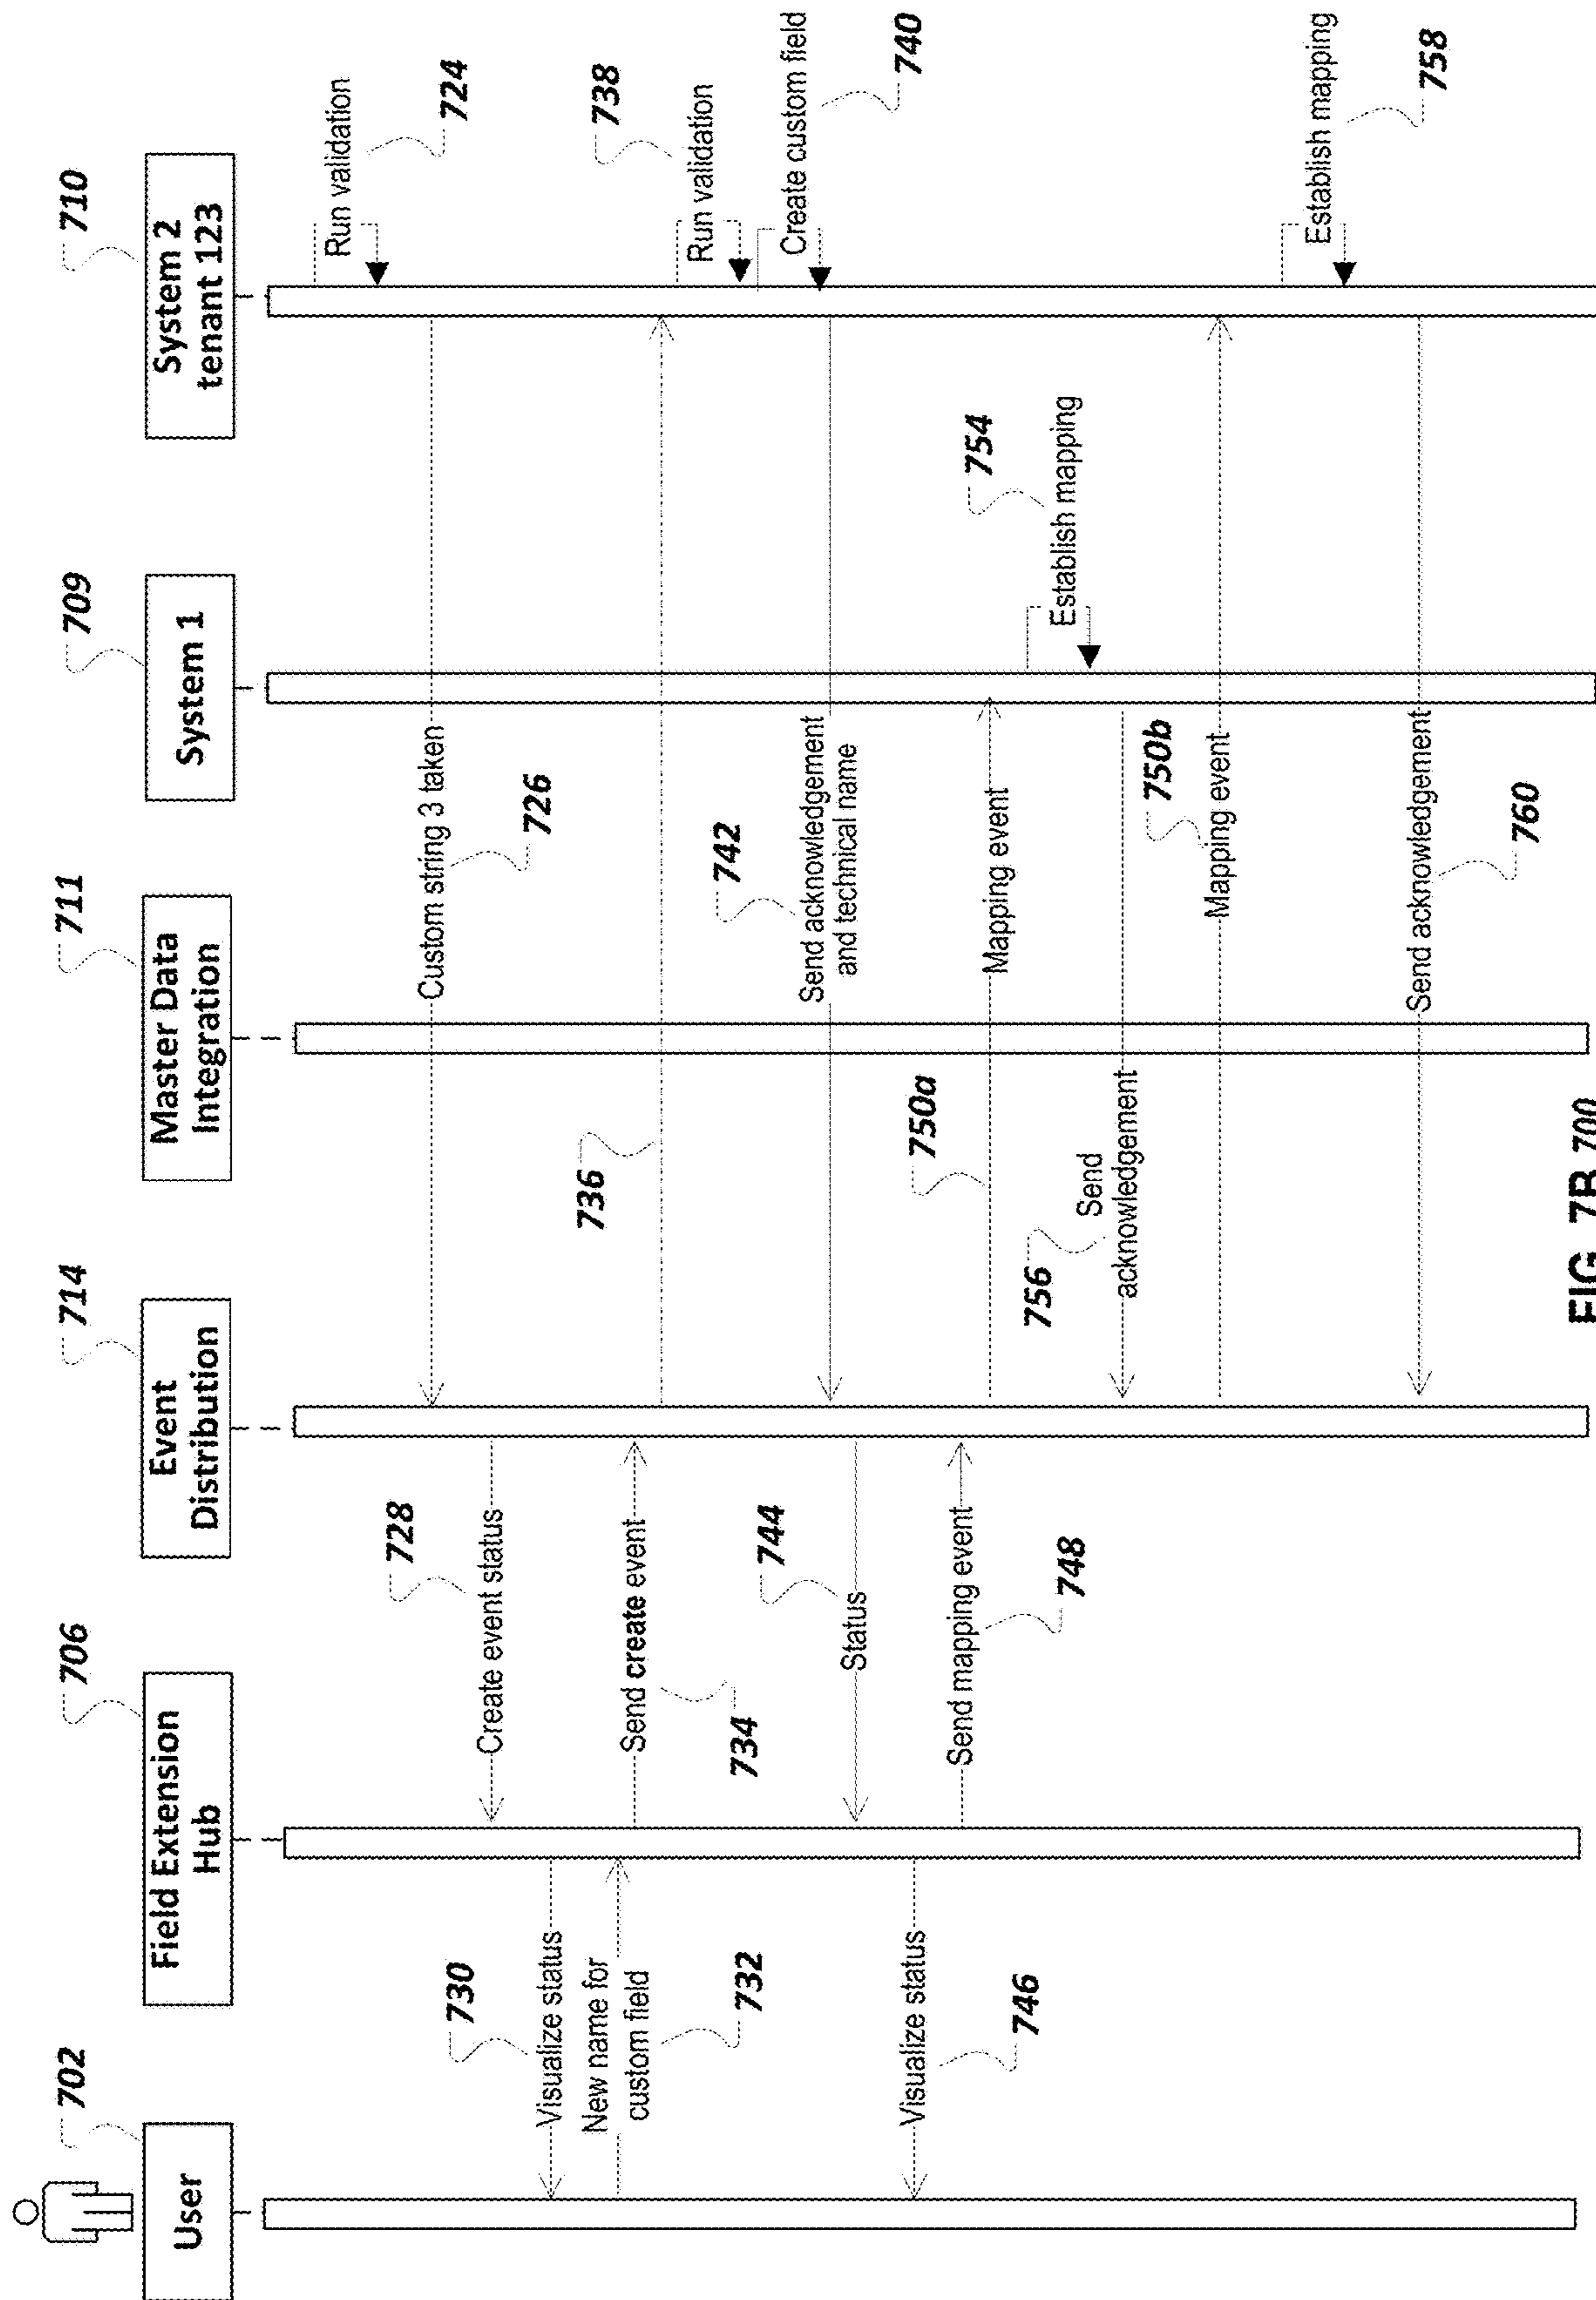 702
706
714
711
709
710
User
Field Extension
Hub
Event
Distribution
Master Data
Integration
System 1
System 2
tenant 123
Run validation
724
Custom string 3 taken
726
728
Create event status
730
Visualize status
New name for
custom field
732
Send create event
734
736
738
Run validation
Create custom field
740
742
Send acknowledgement
and technical name
744
Status
Visualize status
746
Send mapping event
748
750a
Mapping event
754
Establish mapping
756
Send
acknowledgement
750b
Mapping event
Establish mapping
758
Send acknowledgement
760
FIG. 7B 700